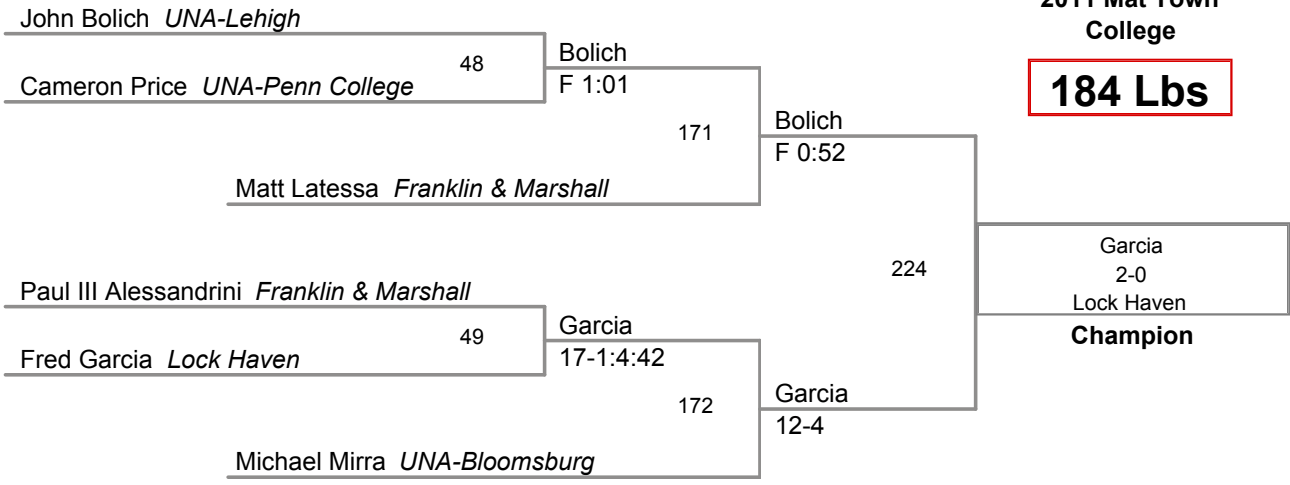 2011 Mat Town
College
184 Lbs
John Bolich UNA-Lehigh
48
Cameron Price UNA-Penn College
Bolich
F 1:01
171
Matt Latessa Franklin & Marshall
Bolich
F 0:52
224
Paul III Alessandrini Franklin & Marshall
49
Fred Garcia Lock Haven
Garcia
17-1:4:42
172
Michael Mirra UNA-Bloomsburg
Garcia
12-4
Garcia
2-0
Lock Haven
Champion